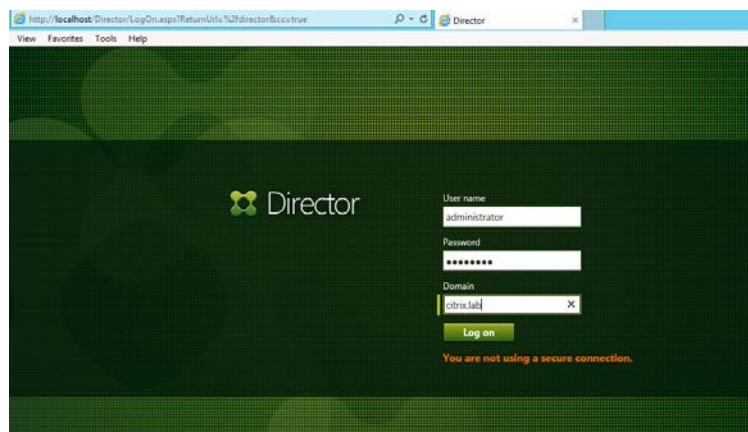 http://localhost/Director/LogOn.aspx?ReturnUrl=%2fdirector&cc=true
Director
View Favorites Tools Help
Director
User name
administrator
Password
••••••••
Domain
citrix.lab
Log on
You are not using a secure connection.